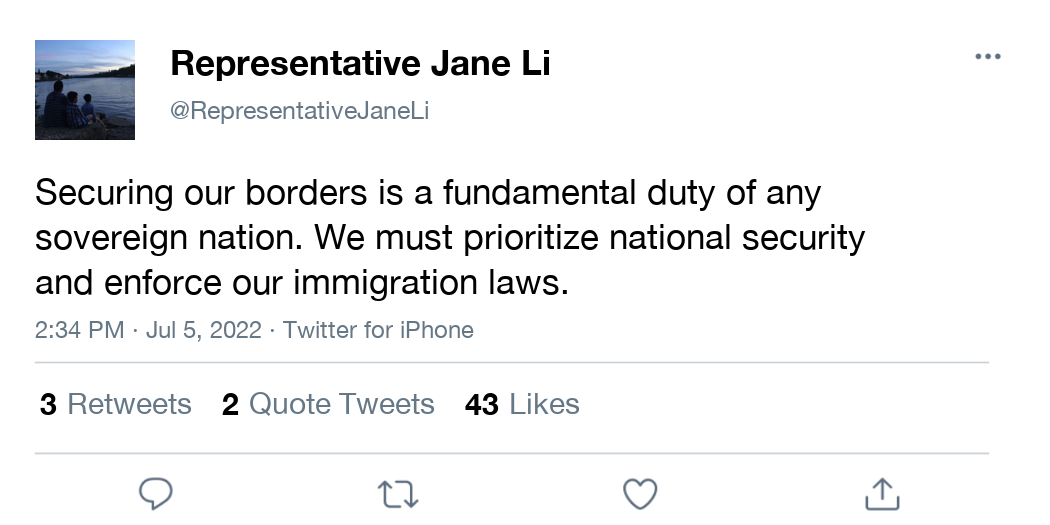 Representative Jane Li
@RepresentativeJaneLi
Securing our borders is a fundamental duty of any
sovereign nation. We must prioritize national security
and enforce our immigration laws.
2:34 PM · Jul 5, 2022 · Twitter for iPhone
3 Retweets 2 Quote Tweets 43 Likes